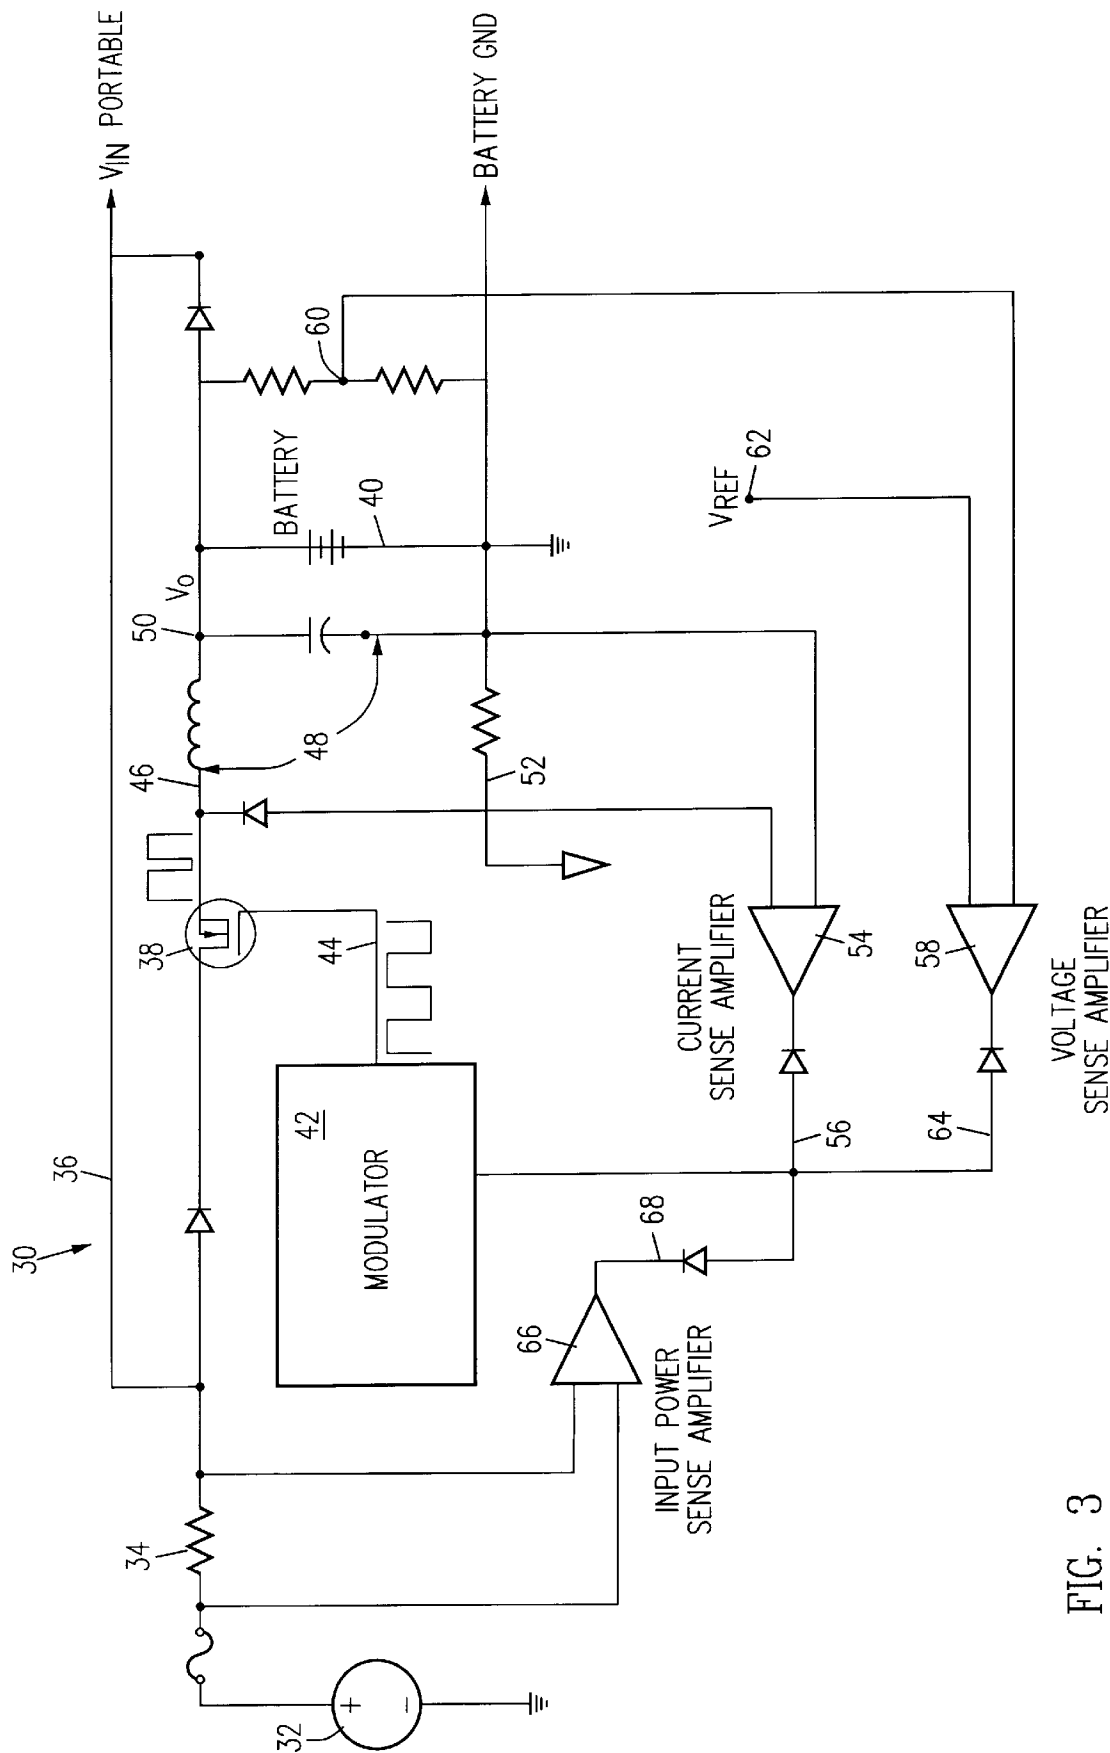 30
36
V_IN PORTABLE
34
38
46
50
V_O
48
BATTERY
60
40
BATTERY GND
32
+
−
42
MODULATOR
44
52
V_REF
62
66
INPUT POWER
SENSE AMPLIFIER
68
CURRENT
SENSE AMPLIFIER
54
56
58
64
VOLTAGE
SENSE AMPLIFIER
FIG. 3